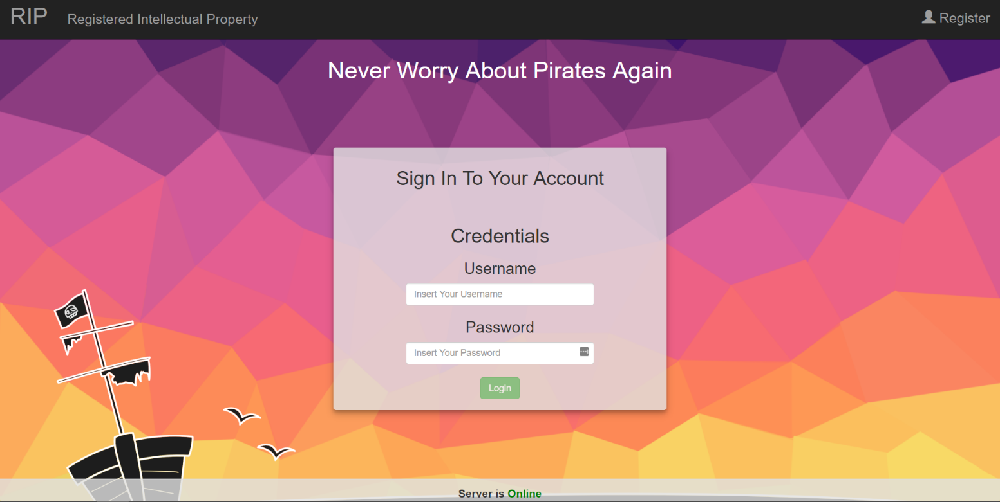 RIP Registered Intellectual Property Register
Never Worry About Pirates Again
Sign In To Your Account
Credentials
Username
Insert Your Username
Password
Insert Your Password
Login
Server is Online